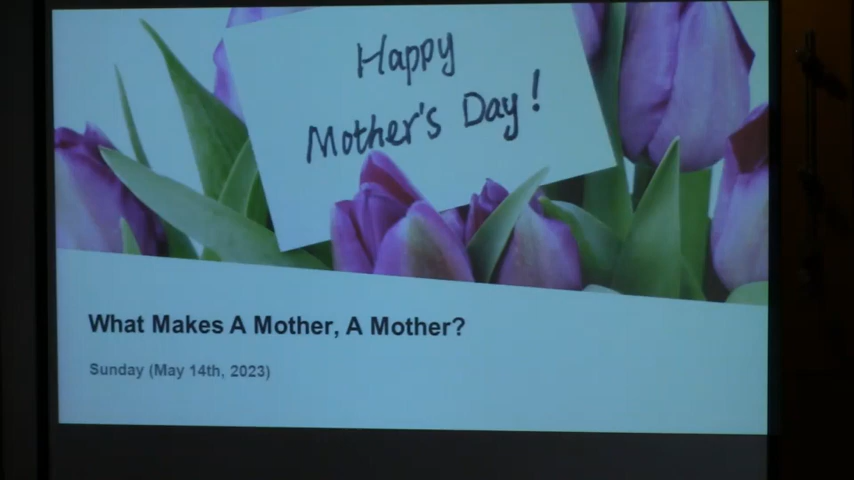 Happy
Mother's Day!
What Makes A Mother, A Mother?
Sunday (May 14th, 2023)